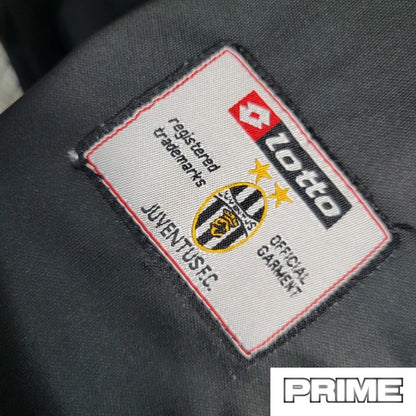 lotto
registered
trademarks
JUVENTUS
JUVENTUS F.C.
OFFICIAL
GARMENT
PRIME